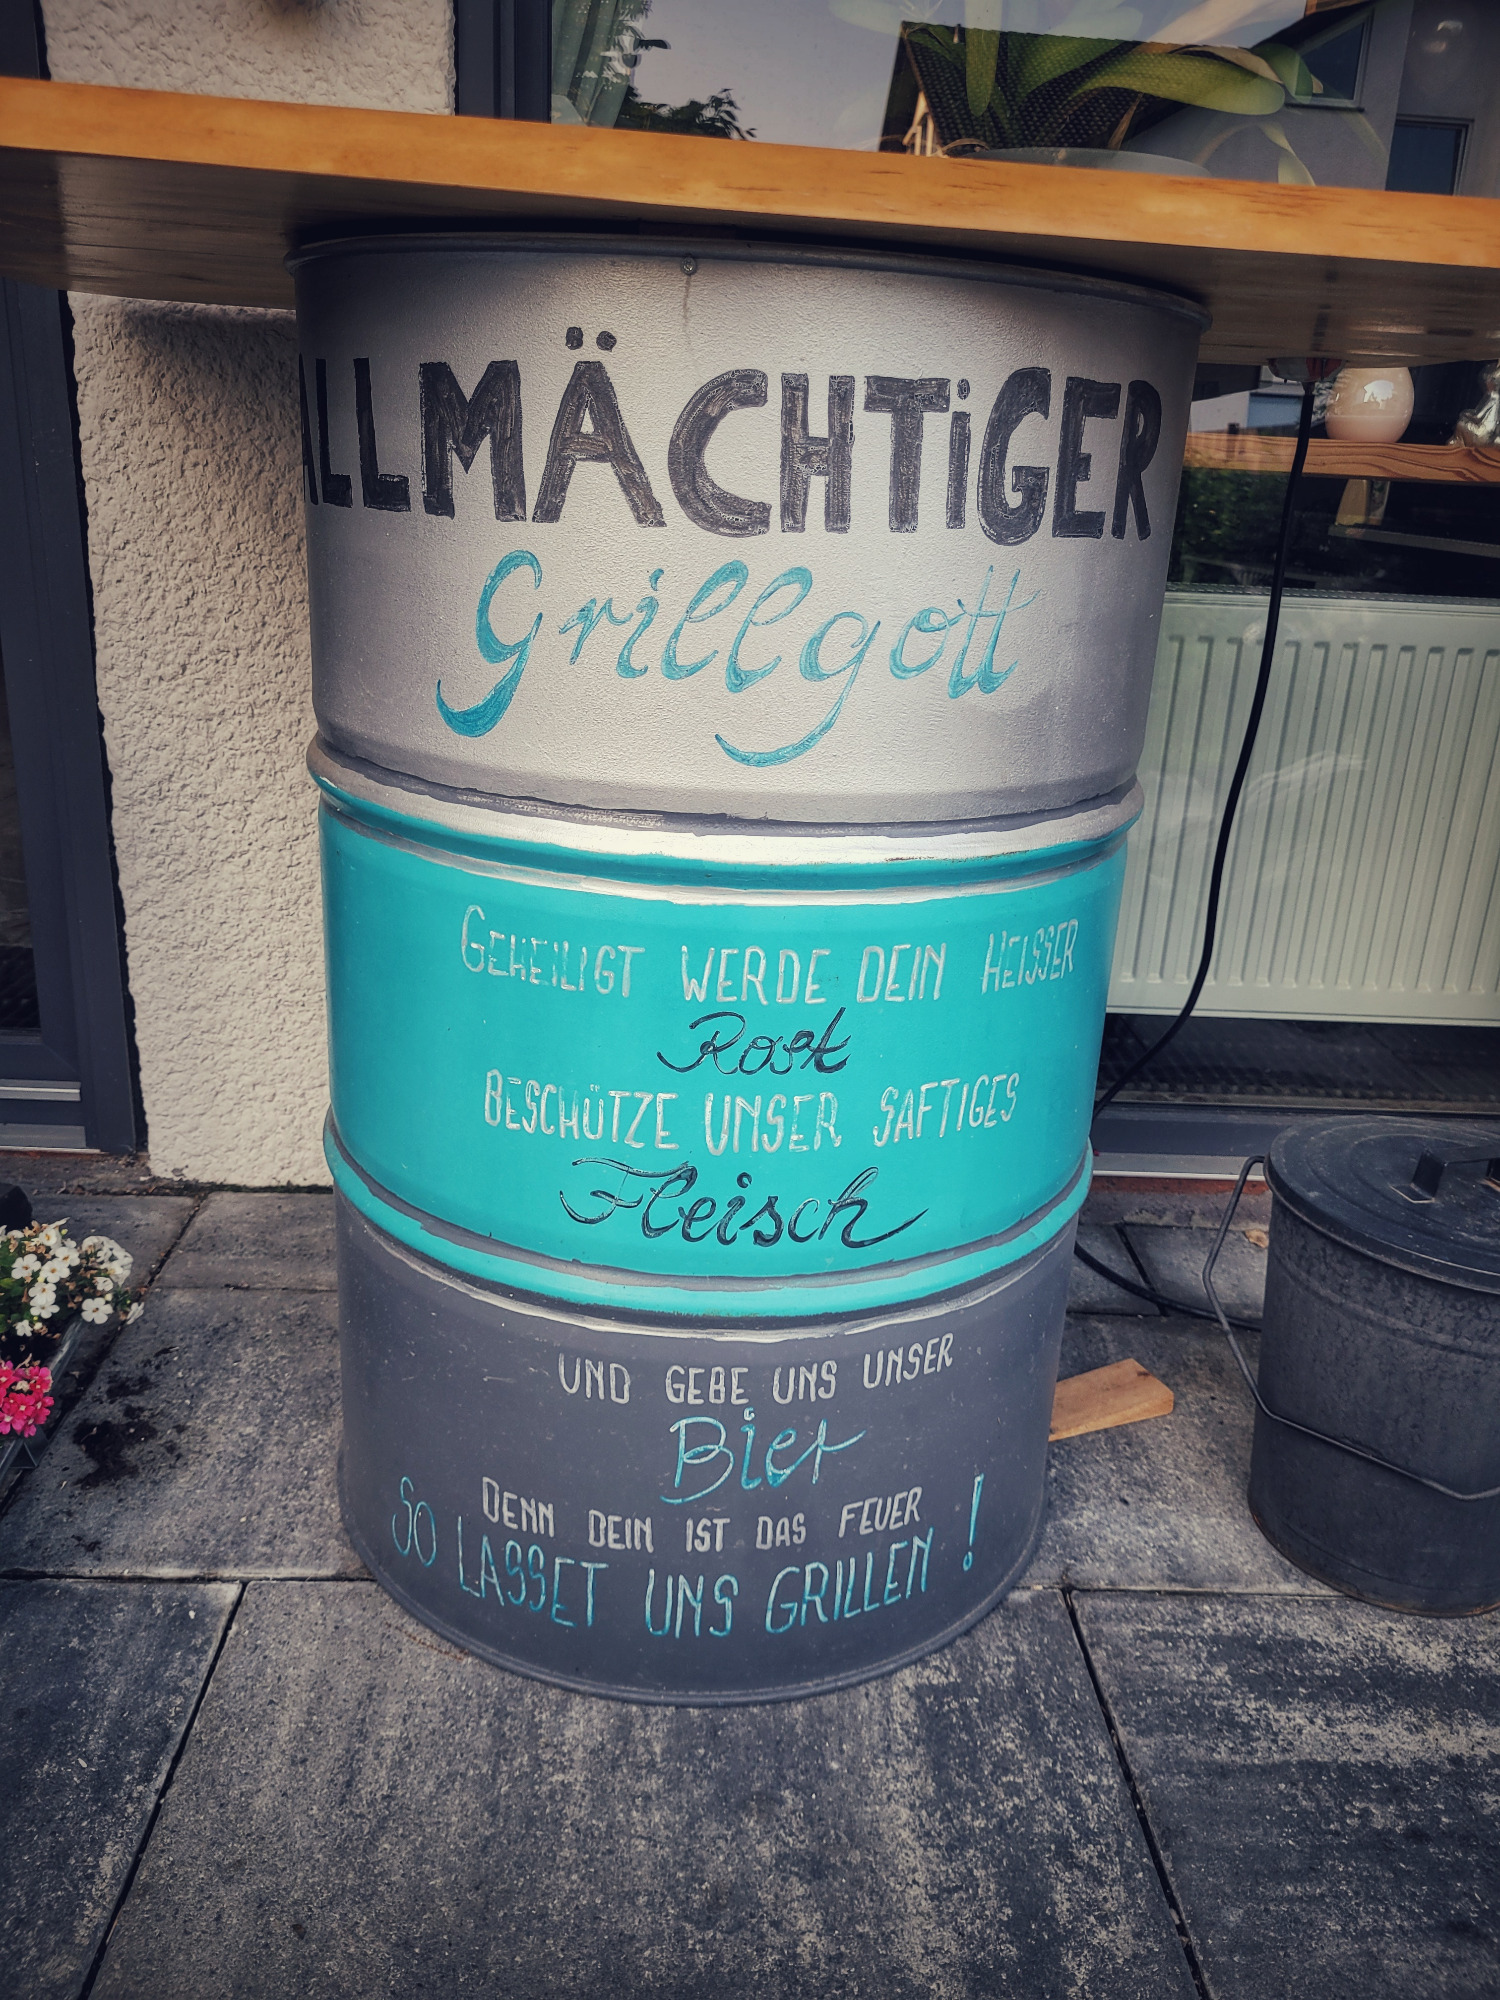 ALLMÄCHTiGER
Grillgott
GEHEILIGT WERDE DEIN HEISSER
Rost
BESCHÜTZE UNSER SAFTIGES
Fleisch
UND GEBE UNS UNSER
Bier
DENN DEIN IST DAS FEUER
SO LASSET UNS GRILLEN !